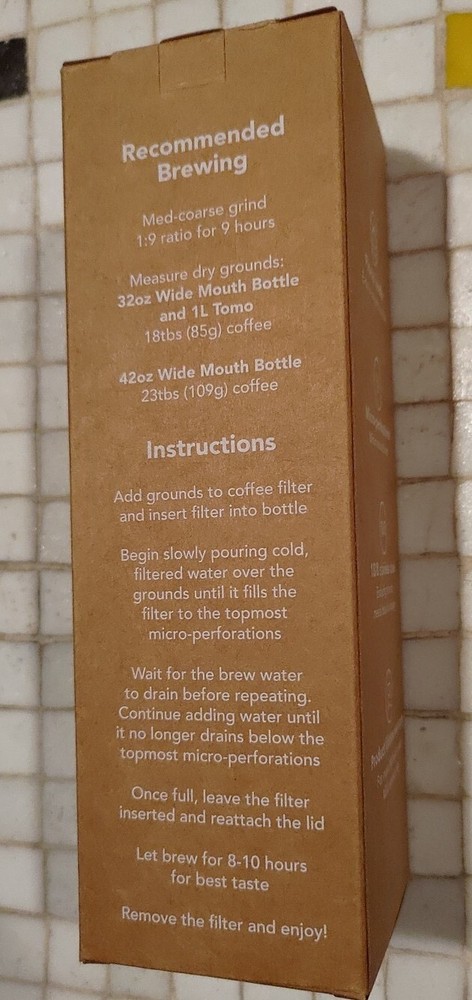 Recommended
Brewing
Med-coarse grind
1:9 ratio for 9 hours
Measure dry grounds:
32oz Wide Mouth Bottle
and 1L Tomo
18tbs (85g) coffee
42oz Wide Mouth Bottle
23tbs (109g) coffee
Instructions
Add grounds to coffee filter
and insert filter into bottle
Begin slowly pouring cold,
filtered water over the
grounds until it fills the
filter to the topmost
micro-perforations
Wait for the brew water
to drain before repeating.
Continue adding water until
it no longer drains below the
topmost micro-perforations
Once full, leave the filter
inserted and reattach the lid
Let brew for 8-10 hours
for best taste
Remove the filter and enjoy!